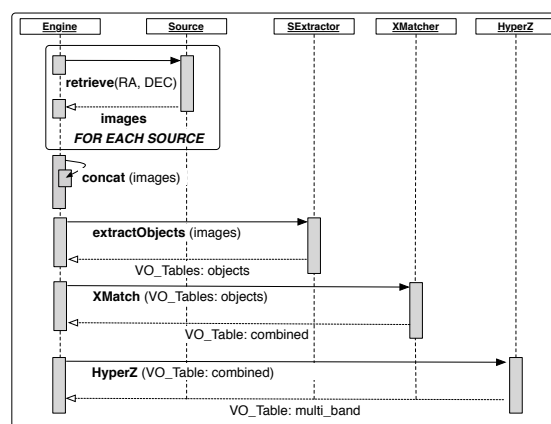 Engine Source SExtractor XMatcher HyperZ
retrieve(RA, DEC)
images
FOR EACH SOURCE
concat (images)
extractObjects (images)
VO_Tables: objects
XMatch (VO_Tables: objects)
VO_Table: combined
HyperZ (VO_Table: combined)
VO_Table: multi_band